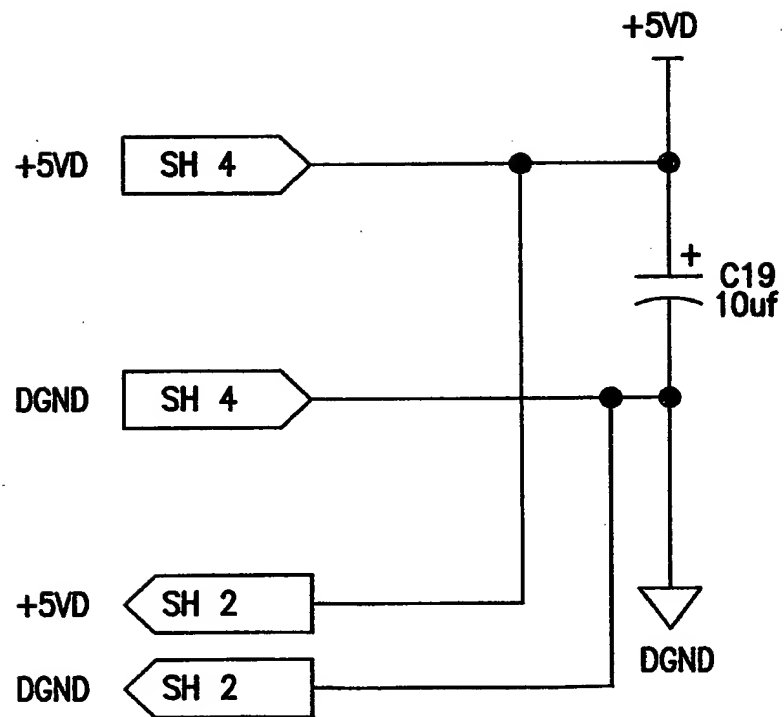 +5VD
+5VD SH 4
+
C19
10uf
DGND SH 4
+5VD SH 2
DGND
DGND SH 2